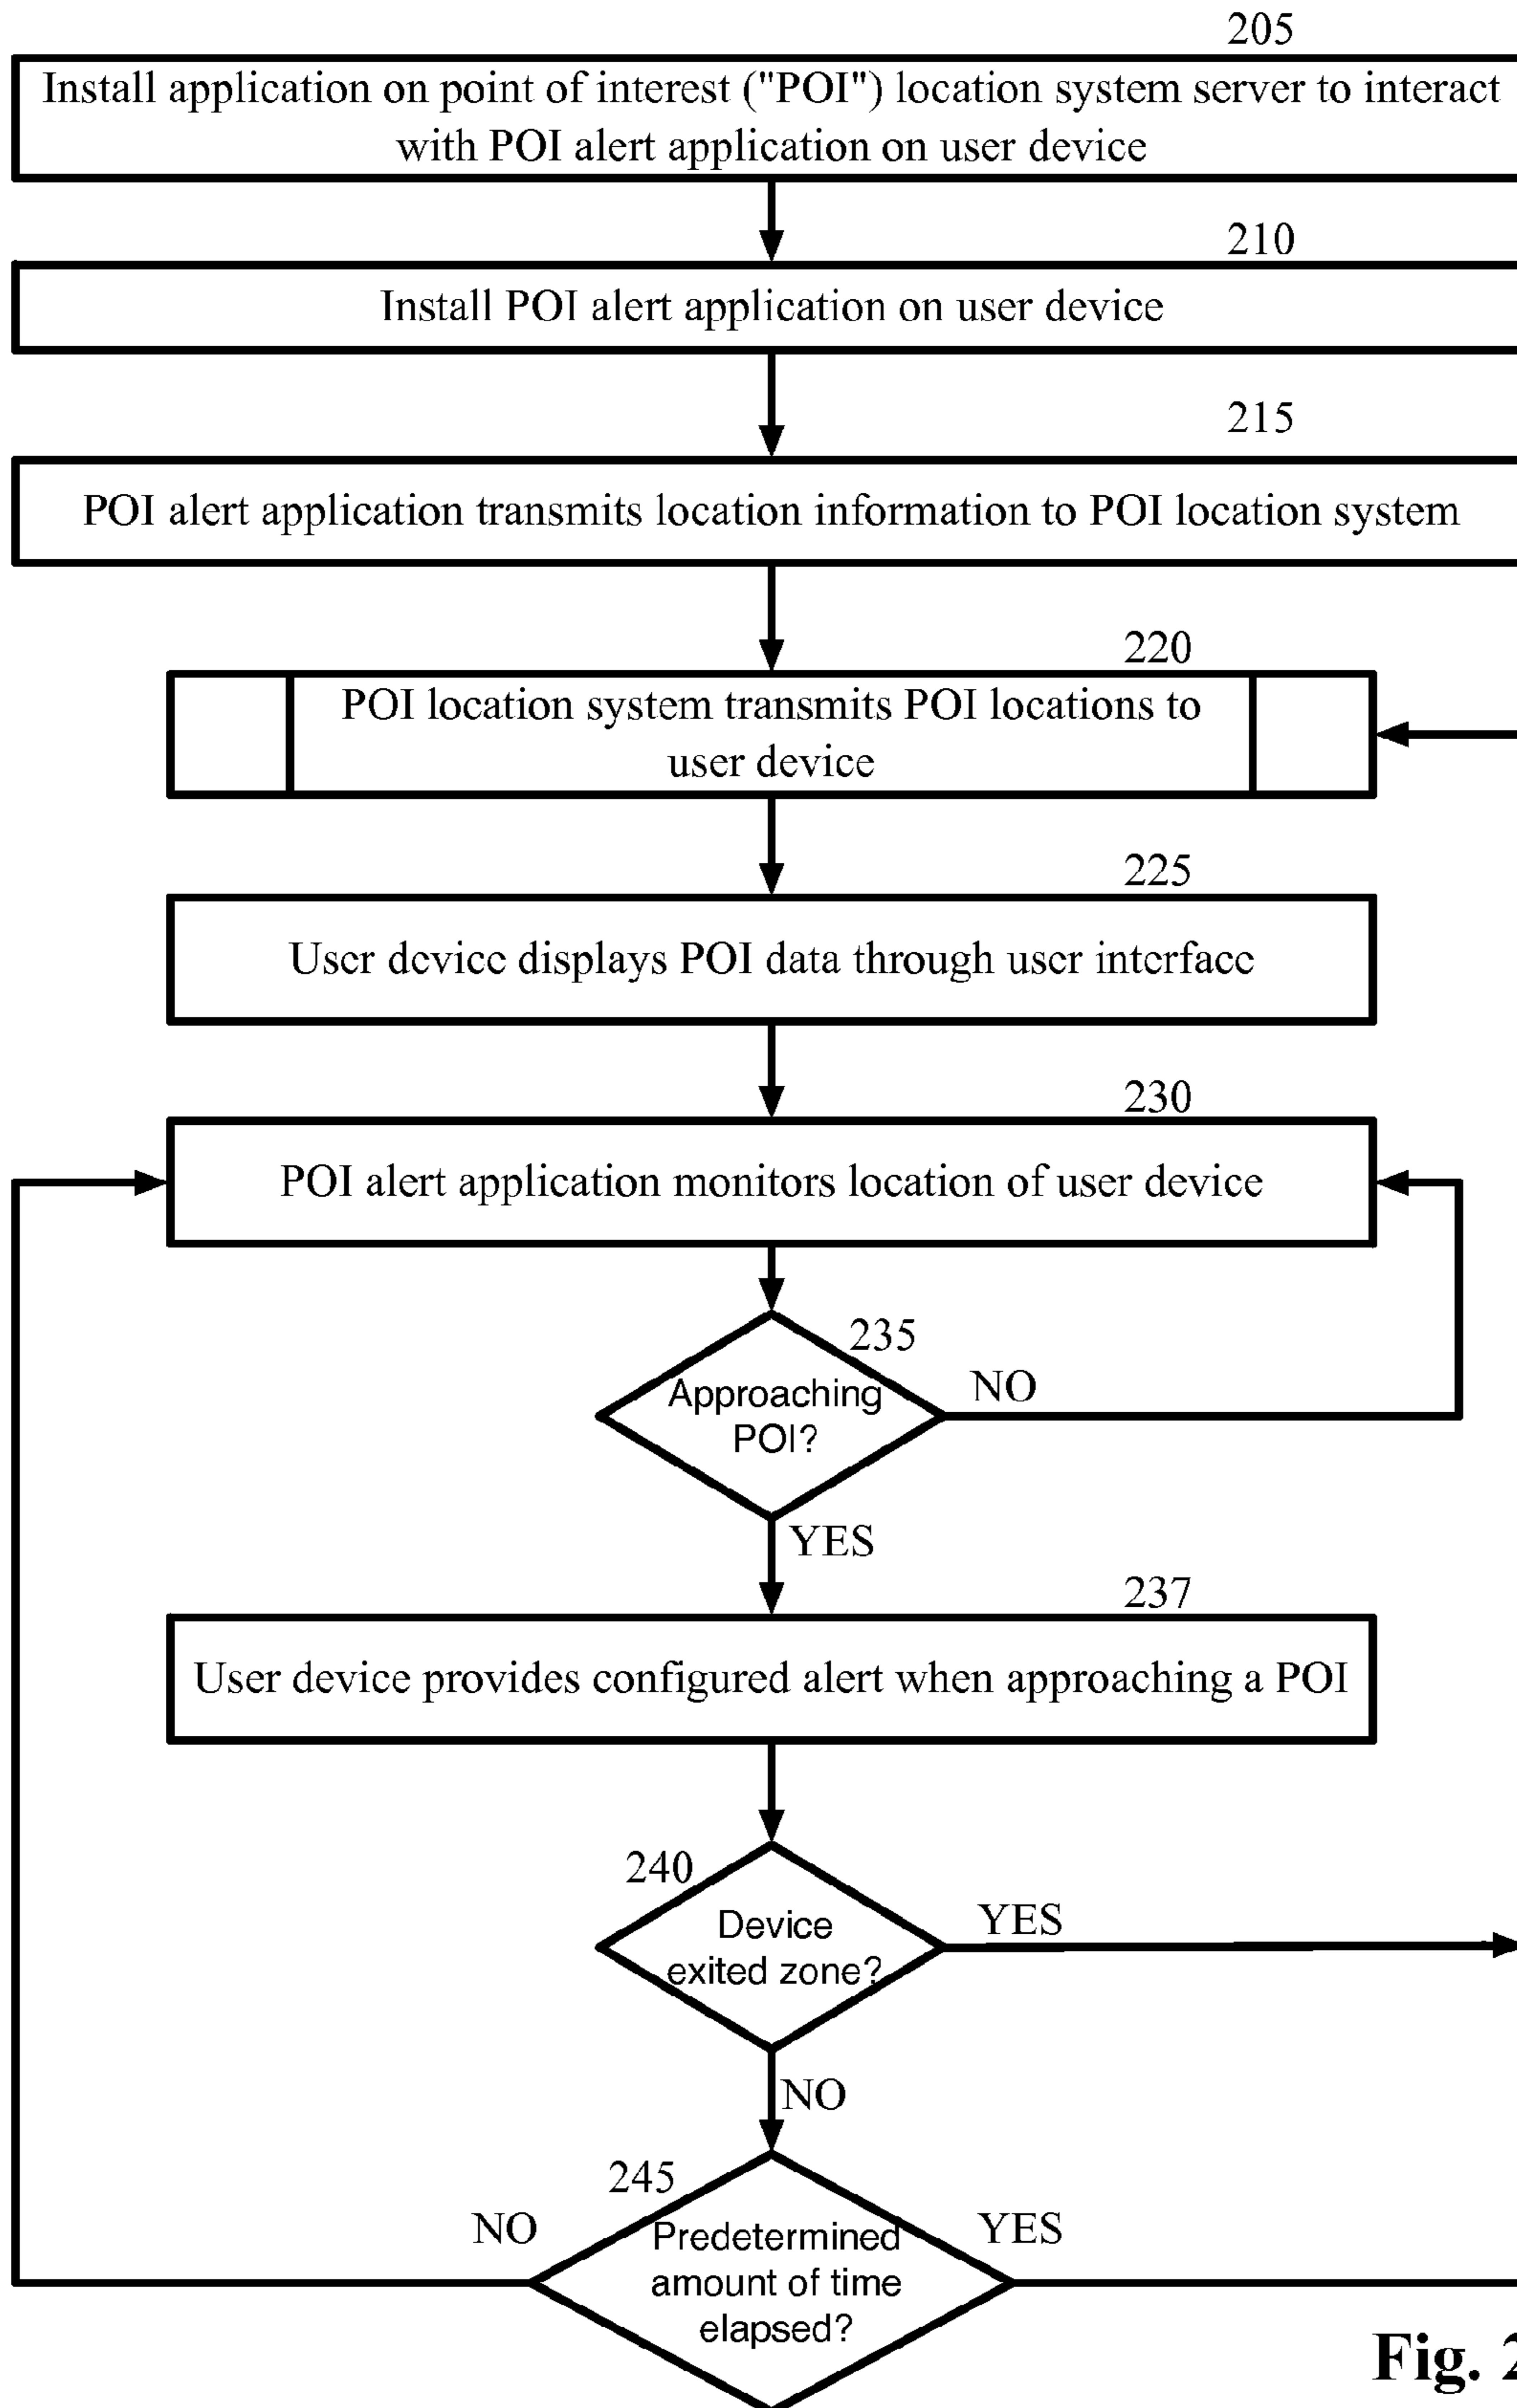 205
Install application on point of interest ("POI") location system server to interact
with POI alert application on user device
210
Install POI alert application on user device
215
POI alert application transmits location information to POI location system
220
POI location system transmits POI locations to
user device
225
User device displays POI data through user interface
230
POI alert application monitors location of user device
235
Approaching
POI?
NO
YES
237
User device provides configured alert when approaching a POI
240
Device
exited zone?
YES
NO
245
NO
Predetermined
amount of time
elapsed?
YES
Fig. 2